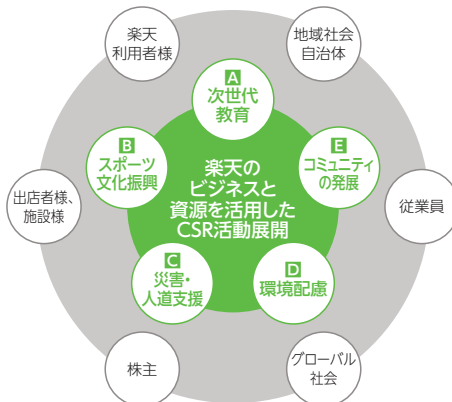 楽天
利用者様
地域社会
自治体
A
次世代
教育
B
スポーツ
文化振興
E
コミュニティ
の発展
楽天の
ビジネスと
資源を活用した
CSR活動展開
出店者様、
施設様
従業員
C
災害・
人道支援
D
環境配慮
株主
グローバル
社会